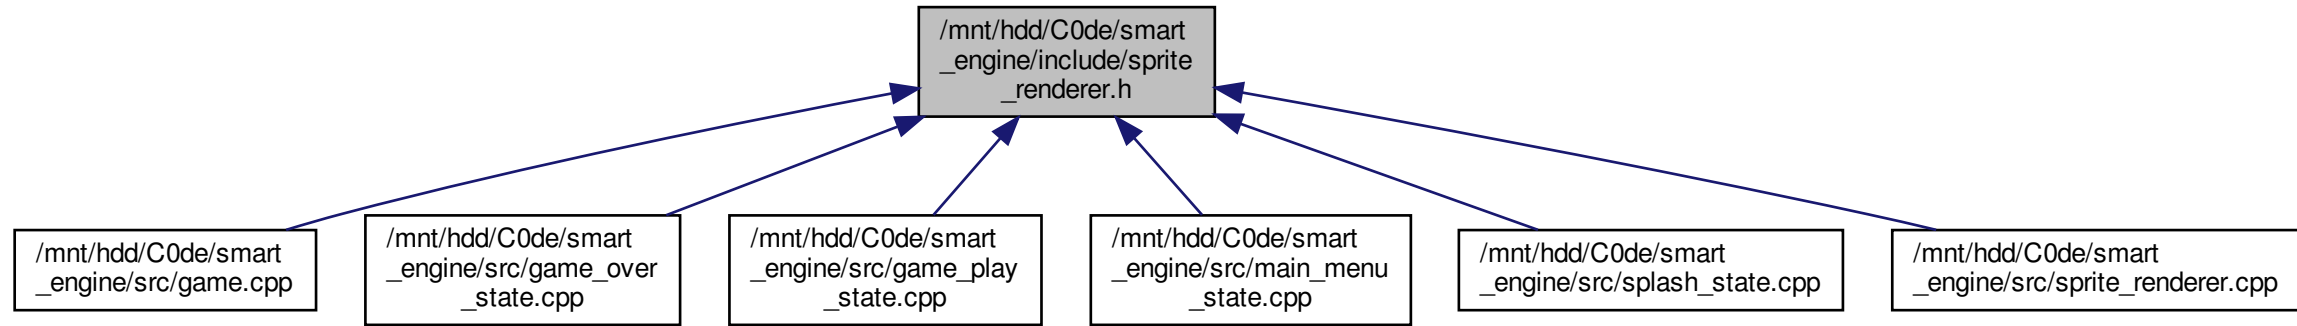 /mnt/hdd/C0de/smart
_engine/include/sprite
_renderer.h
/mnt/hdd/C0de/smart
_engine/src/game.cpp
/mnt/hdd/C0de/smart
_engine/src/game_over
_state.cpp
/mnt/hdd/C0de/smart
_engine/src/game_play
_state.cpp
/mnt/hdd/C0de/smart
_engine/src/main_menu
_state.cpp
/mnt/hdd/C0de/smart
_engine/src/splash_state.cpp
/mnt/hdd/C0de/smart
_engine/src/sprite_renderer.cpp